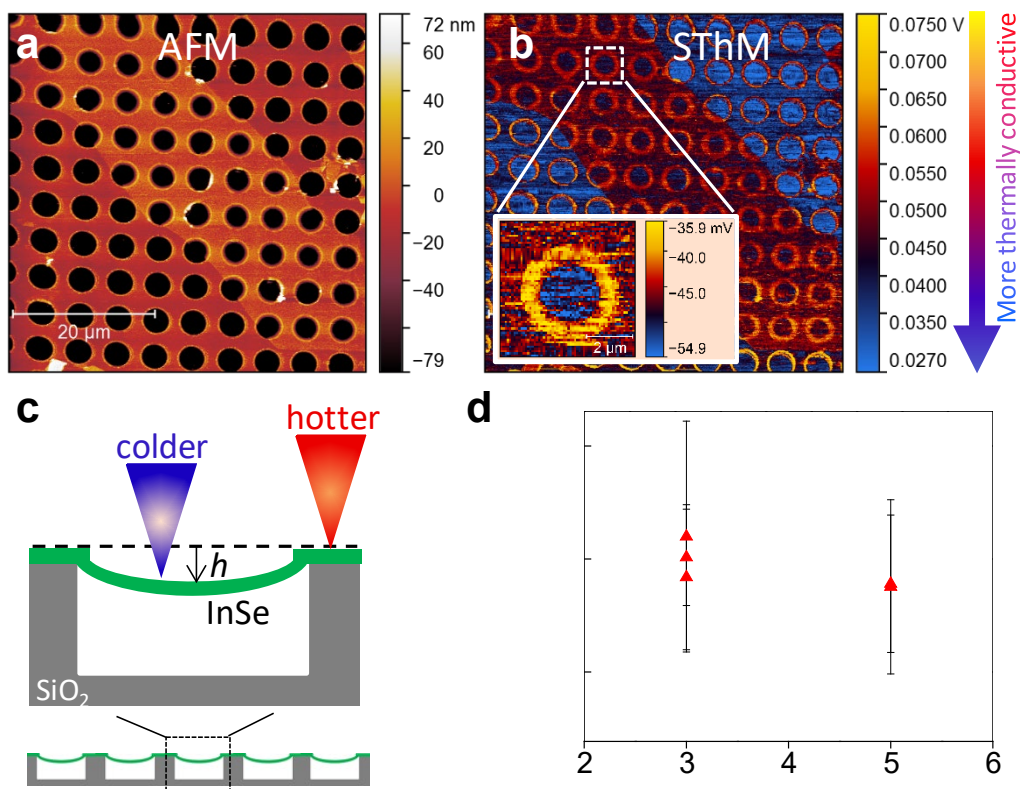 a
AFM
72 nm
60
40
20
0
−20
−40
−79
20 µm
b
SThM
0.0750 V
0.0700
0.0650
0.0600
0.0550
0.0500
0.0450
0.0400
0.0350
0.0270
More thermally conductive
−35.9 mV
−40.0
−45.0
−54.9
2 µm
c
colder
hotter
h
InSe
SiO₂
d
2
3
4
5
6